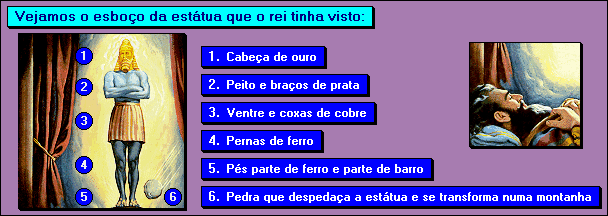 Vejamos o esboço da estátua que o rei tinha visto:
1
2
3
4
5
6
1. Cabeça de ouro
2. Peito e braços de prata
3. Ventre e coxas de cobre
4. Pernas de ferro
5. Pés parte de ferro e parte de barro
6. Pedra que despedaça a estátua e se transforma numa montanha